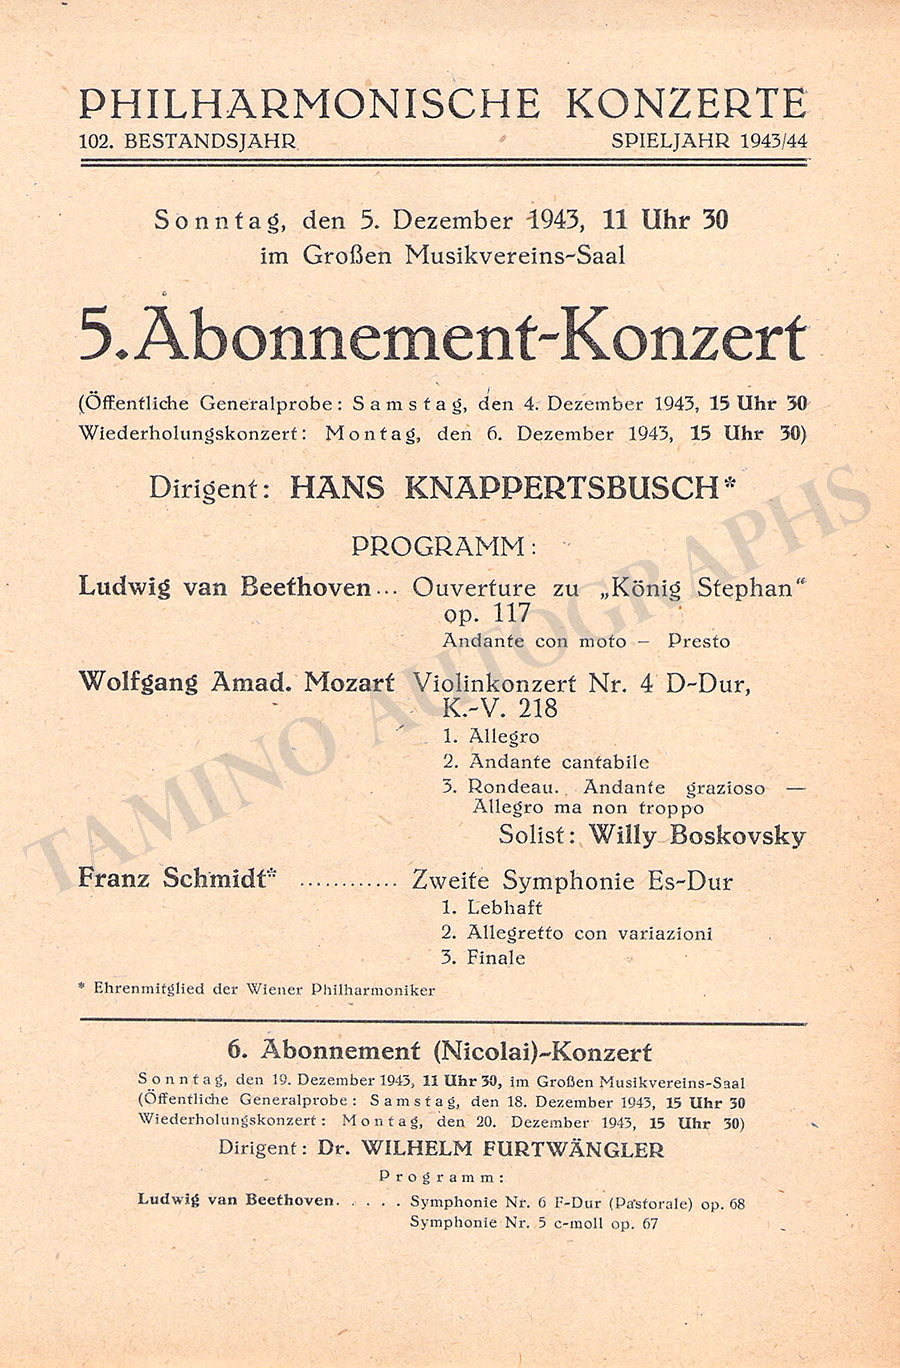 PHILHARMONISCHE KONZERTE
102. BESTANDSJAHR SPIELJAHR 1943/44
Sonntag, den 5. Dezember 1943, 11 Uhr 30
im Großen Musikvereins-Saal
5. Abonnement-Konzert
(Öffentliche Generalprobe: Samstag, den 4. Dezember 1943, 15 Uhr 30
Wiederholungskonzert: Montag, den 6. Dezember 1943, 15 Uhr 30)
Dirigent: HANS KNAPPERTSBUSCH*
PROGRAMM:
Ludwig van Beethoven... Ouverture zu „König Stephan“
op. 117
Andante con moto – Presto
Wolfgang Amad. Mozart Violinkonzert Nr. 4 D-Dur,
K.-V. 218
1. Allegro
2. Andante cantabile
3. Rondeau. Andante grazioso —
Allegro ma non troppo
Solist: Willy Boskovsky
Franz Schmidt* ............ Zweite Symphonie Es-Dur
1. Lebhaft
2. Allegretto con variazioni
3. Finale
* Ehrenmitglied der Wiener Philharmoniker
6. Abonnement (Nicolai)-Konzert
Sonntag, den 19. Dezember 1943, 11 Uhr 30, im Großen Musikvereins-Saal
(Öffentliche Generalprobe: Samstag, den 18. Dezember 1943, 15 Uhr 30
Wiederholungskonzert: Montag, den 20. Dezember 1943, 15 Uhr 30)
Dirigent: Dr. WILHELM FURTWÄNGLER
Programm:
Ludwig van Beethoven. . . . . Symphonie Nr. 6 F-Dur (Pastorale) op. 68
Symphonie Nr. 5 c-moll op. 67
TAMINO AUTOGRAPHS